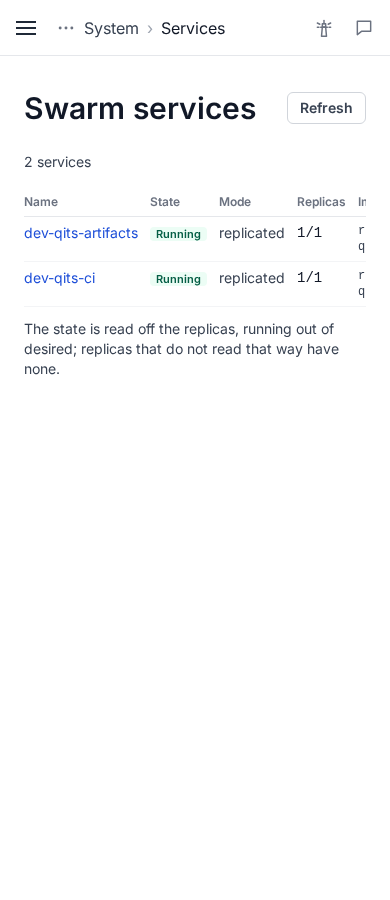 System › Services
Swarm services
Refresh
2 services
Name State Mode Replicas
dev-qits-artifacts Running replicated 1/1 r
q
dev-qits-ci Running replicated 1/1 r
q
The state is read off the replicas, running out of
desired; replicas that do not read that way have
none.